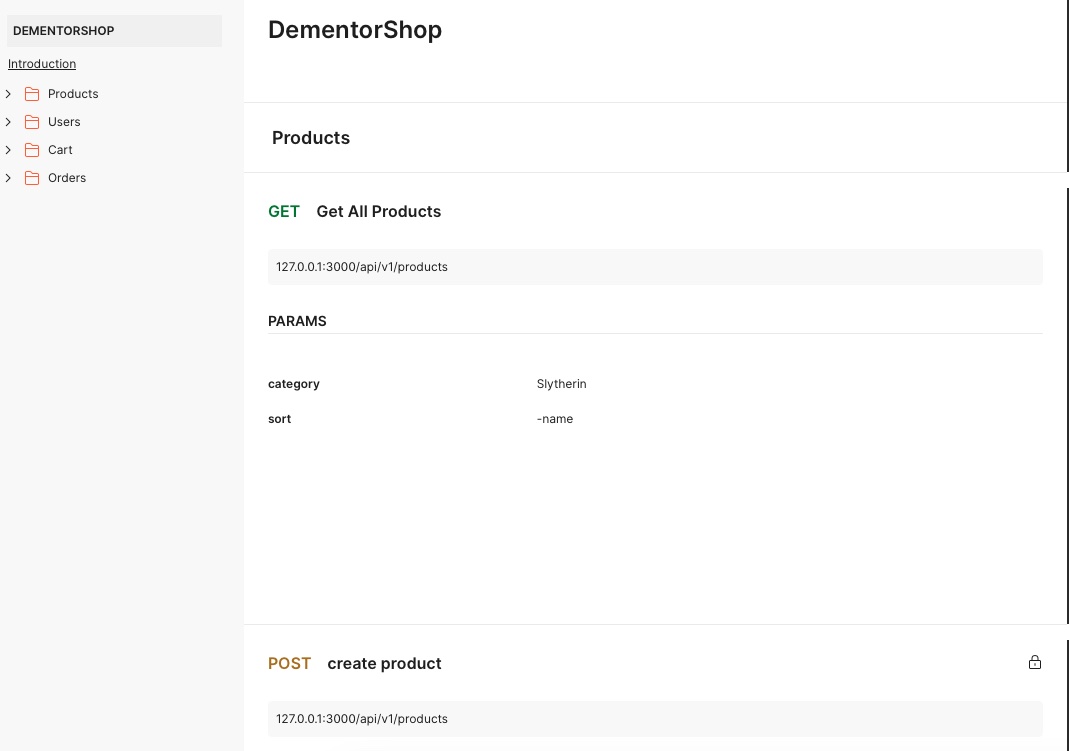 DEMENTORSHOP
Introduction
Products
Users
Cart
Orders
DementorShop
Products
GET Get All Products
127.0.0.1:3000/api/v1/products
PARAMS
category Slytherin
sort -name
POST create product
127.0.0.1:3000/api/v1/products